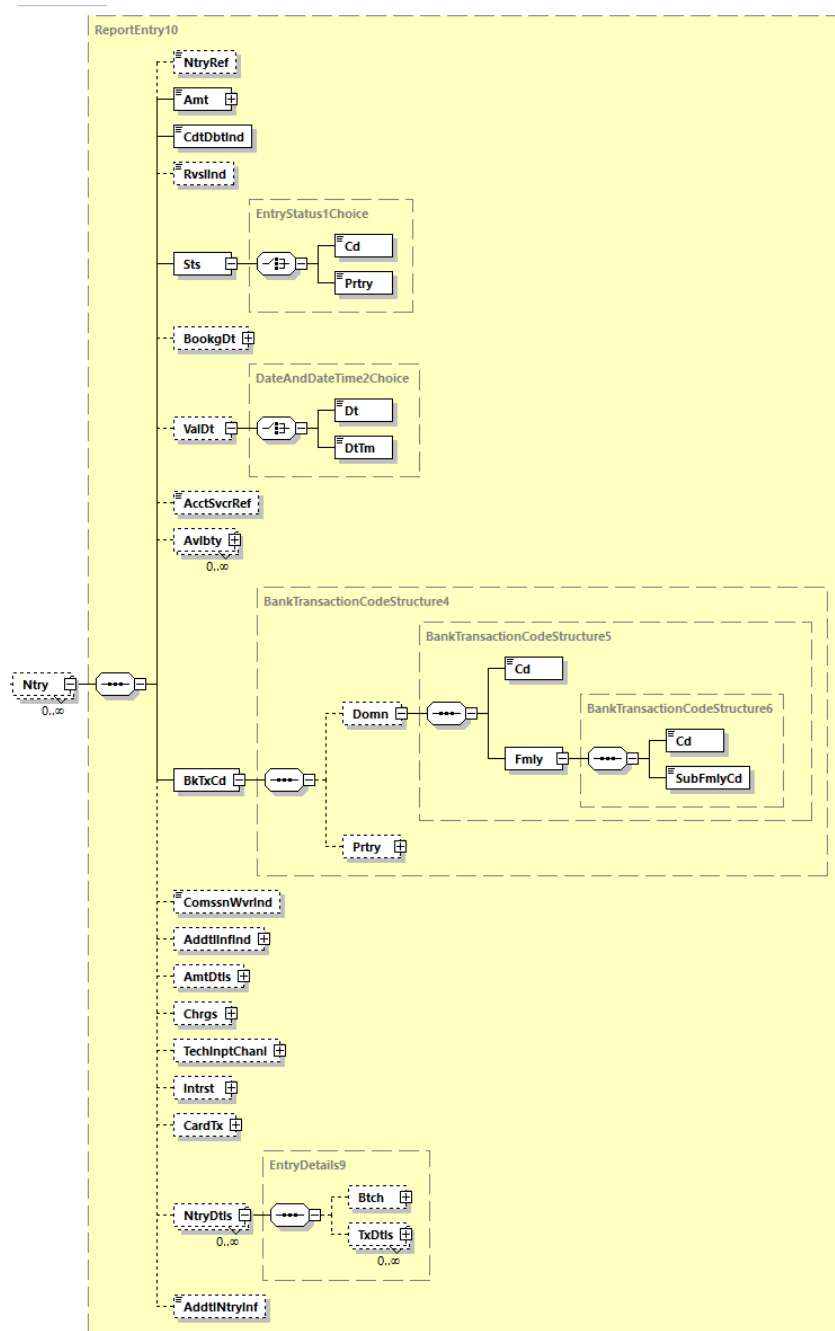 ReportEntry10
NtryRef
Amt
CdtDbtInd
RvslInd
EntryStatus1Choice
Cd
Sts
Prtry
BookgDt
DateAndDateTime2Choice
Dt
ValDt
DtTm
AcctSvcrRef
Avlbty
0..∞
BankTransactionCodeStructure4
BankTransactionCodeStructure5
Cd
Ntry
0..∞
BankTransactionCodeStructure6
Domn
Cd
Fmly
SubFmlyCd
BkTxCd
Prtry
ComssnWvrInd
AddtlInfInd
AmtDtls
Chrgs
TechInptChanl
Intrst
CardTx
EntryDetails9
Btch
NtryDtls
0..∞
TxDtls
0..∞
AddtlNtryInf